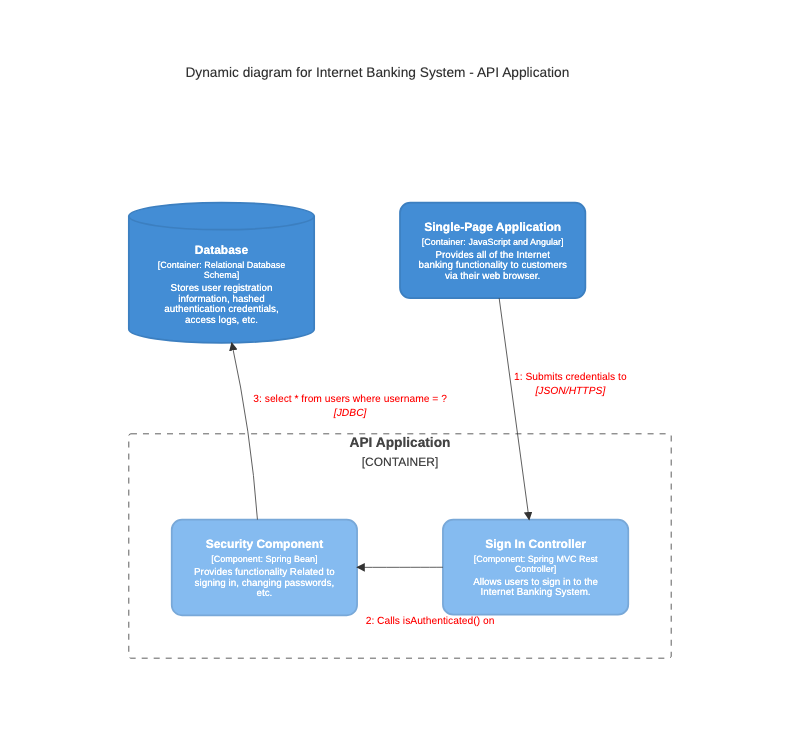 Dynamic diagram for Internet Banking System - API Application
Database
[Container: Relational Database
Schema]
Stores user registration
information, hashed
authentication credentials,
access logs, etc.
Single-Page Application
[Container: JavaScript and Angular]
Provides all of the Internet
banking functionality to customers
via their web browser.
1: Submits credentials to
[JSON/HTTPS]
3: select * from users where username = ?
[JDBC]
API Application
[CONTAINER]
Security Component
[Component: Spring Bean]
Provides functionality Related to
signing in, changing passwords,
etc.
Sign In Controller
[Component: Spring MVC Rest
Controller]
Allows users to sign in to the
Internet Banking System.
2: Calls isAuthenticated() on